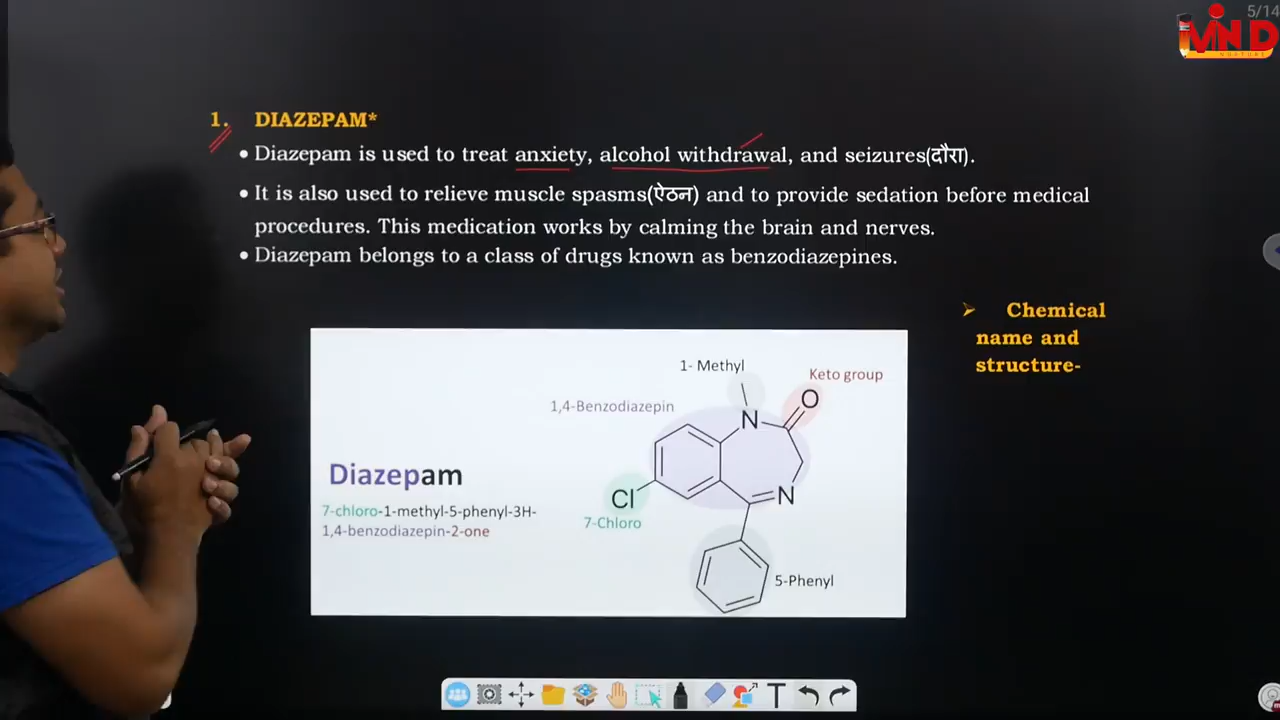 5/14
MIND
NURTURE
1. DIAZEPAM*
• Diazepam is used to treat anxiety, alcohol withdrawal, and seizures(दौरा).
• It is also used to relieve muscle spasms(ऐठन) and to provide sedation before medical
procedures. This medication works by calming the brain and nerves.
• Diazepam belongs to a class of drugs known as benzodiazepines.
➢ Chemical
name and
structure-
1- Methyl
Keto group
1,4-Benzodiazepin
O
N
Diazepam
7-chloro-1-methyl-5-phenyl-3H-
1,4-benzodiazepin-2-one
Cl
N
7-Chloro
5-Phenyl
T